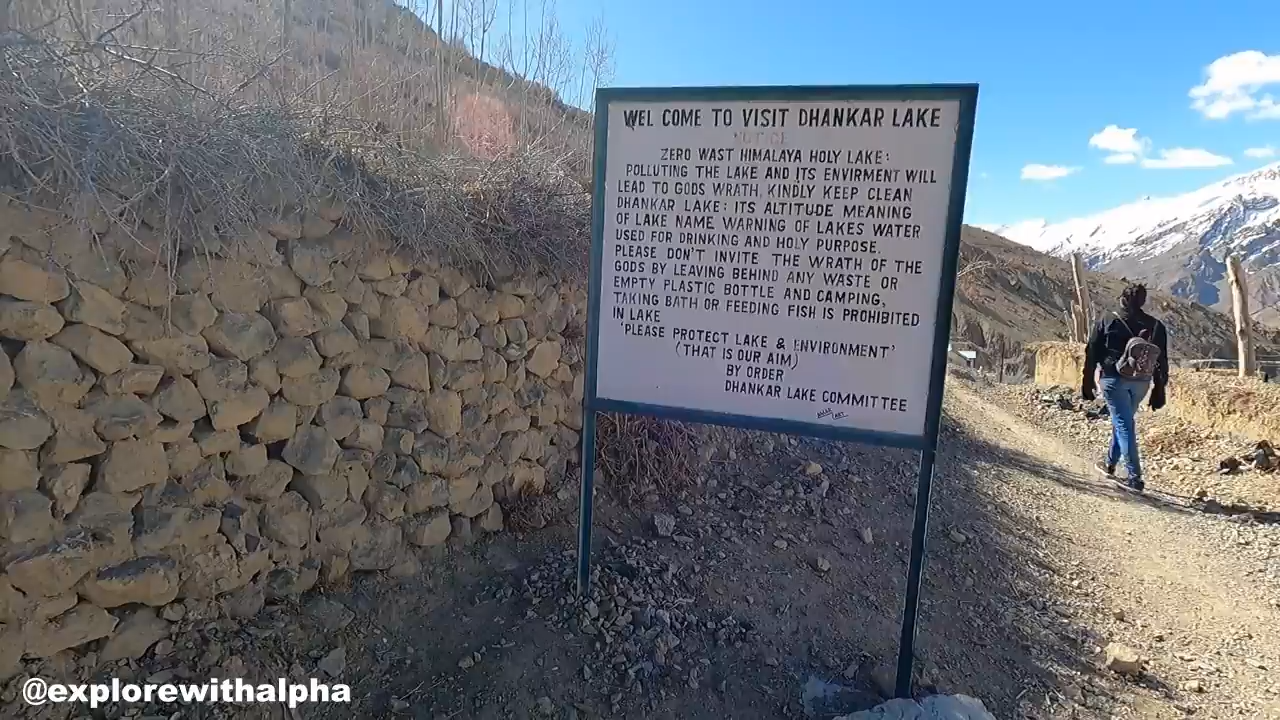 WEL COME TO VISIT DHANKAR LAKE
NOTICE
ZERO WAST HIMALAYA HOLY LAKE:
POLLUTING THE LAKE AND ITS ENVIRMENT WILL
LEAD TO GODS WRATH, KINDLY KEEP CLEAN
DHANKAR LAKE: ITS ALTITUDE MEANING
OF LAKE NAME WARNING OF LAKES WATER
USED FOR DRINKING AND HOLY PURPOSE.
PLEASE DON'T INVITE THE WRATH OF THE
GODS BY LEAVING BEHIND ANY WASTE OR
EMPTY PLASTIC BOTTLE AND CAMPING,
TAKING BATH OR FEEDING FISH IS PROHIBITED
IN LAKE
'PLEASE PROTECT LAKE & ENVIRONMENT'
(THAT IS OUR AIM)
BY ORDER
DHANKAR LAKE COMMITTEE
@explorewithalpha